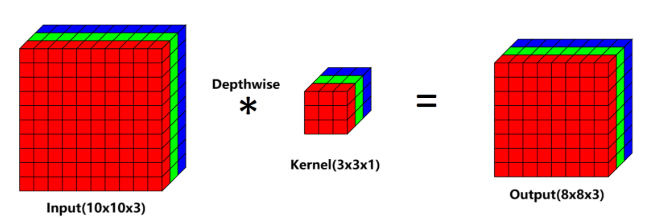 Depthwise
*
=
Kernel(3x3x1)
Input(10x10x3)
Output(8x8x3)